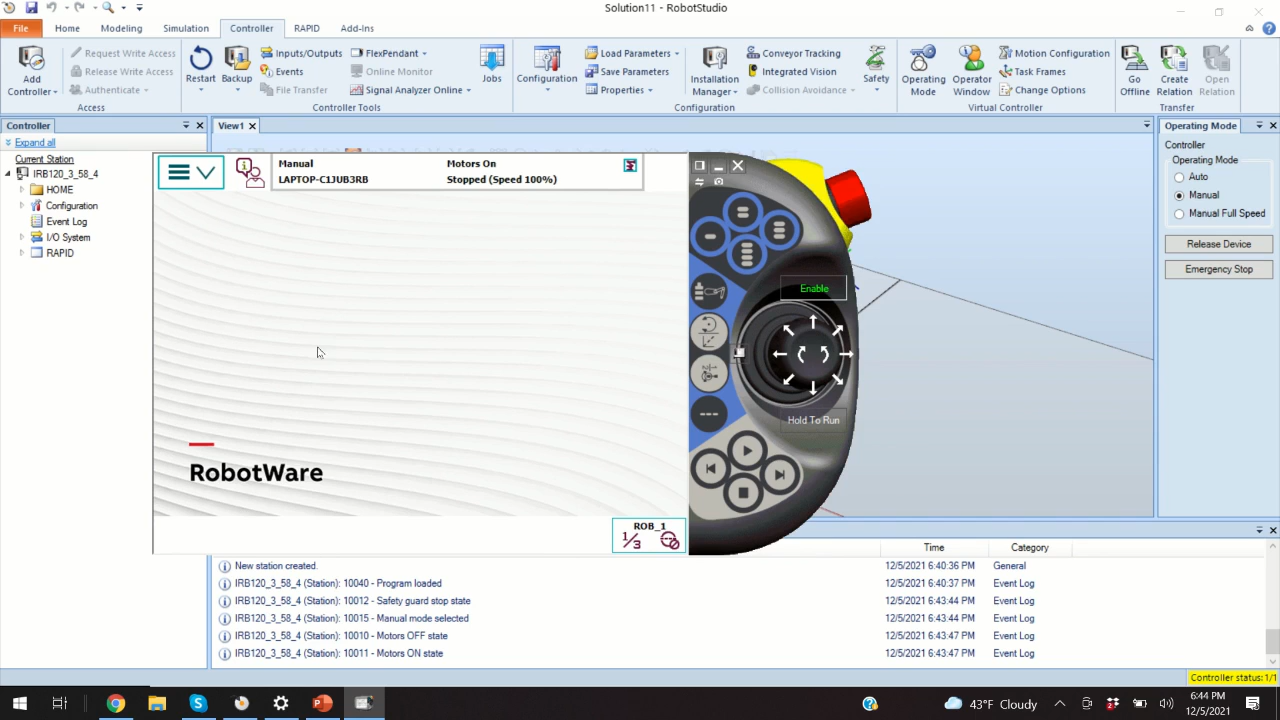 Solution11 - RobotStudio
File
Home
Modeling
Simulation
Controller
RAPID
Add-Ins
Add
Controller
Request Write Access
Release Write Access
Authenticate
Access
Restart
Backup
Inputs/Outputs
Events
File Transfer
FlexPendant
Online Monitor
Signal Analyzer Online
Jobs
Controller Tools
Configuration
Load Parameters
Save Parameters
Properties
Installation
Manager
Conveyor Tracking
Integrated Vision
Collision Avoidance
Safety
Configuration
Operating
Mode
Operator
Window
Motion Configuration
Task Frames
Change Options
Virtual Controller
Go
Offline
Create
Relation
Open
Relation
Transfer
Controller
View1
Operating Mode
Expand all
Current Station
IRB120_3_58_4
HOME
Configuration
Event Log
I/O System
RAPID
Manual
LAPTOP-C1JUB3RB
Motors On
Stopped (Speed 100%)
RobotWare
ROB_1
1/3
Enable
Hold To Run
Controller
Operating Mode
Auto
Manual
Manual Full Speed
Release Device
Emergency Stop
Time
Category
New station created.
12/5/2021 6:40:36 PM
General
IRB120_3_58_4 (Station): 10040 - Program loaded
12/5/2021 6:40:37 PM
Event Log
IRB120_3_58_4 (Station): 10012 - Safety guard stop state
12/5/2021 6:43:44 PM
Event Log
IRB120_3_58_4 (Station): 10015 - Manual mode selected
12/5/2021 6:43:44 PM
Event Log
IRB120_3_58_4 (Station): 10010 - Motors OFF state
12/5/2021 6:43:47 PM
Event Log
IRB120_3_58_4 (Station): 10011 - Motors ON state
12/5/2021 6:43:47 PM
Event Log
Controller status: 1/1
43°F Cloudy
6:44 PM
12/5/2021